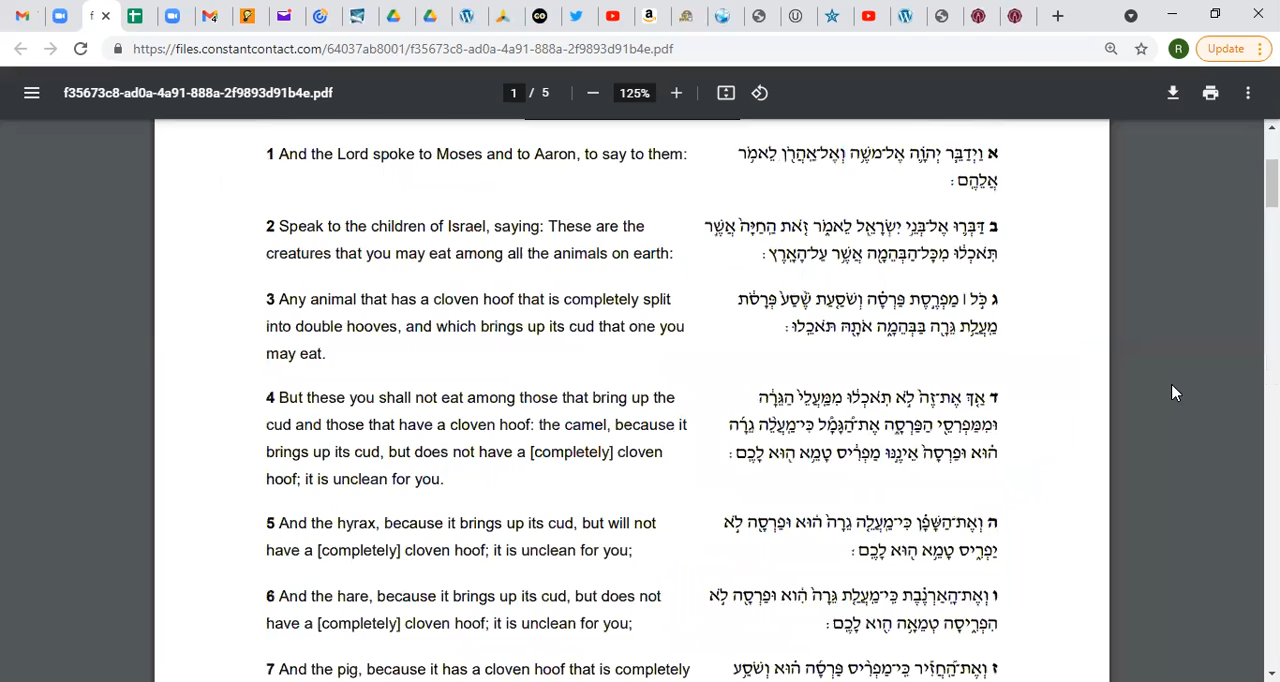 f
https://files.constantcontact.com/64037ab8001/f35673c8-ad0a-4a91-888a-2f9893d91b4e.pdf
R
Update
f35673c8-ad0a-4a91-888a-2f9893d91b4e.pdf
1 / 5
125%
1 And the Lord spoke to Moses and to Aaron, to say to them:
א וַיְדַבֵּ֧ר יְהֹוָ֛ה אֶל־משֶׁ֥ה וְאֶל־אַֽהֲרֹ֖ן לֵאמֹ֥ר
אֲלֵהֶֽם :
2 Speak to the children of Israel, saying: These are the
creatures that you may eat among all the animals on earth:
ב דַּבְּר֛וּ אֶל־בְּנֵ֥י יִשְׂרָאֵ֖ל לֵאמֹ֑ר זֹ֤את הַֽחַיָּה֙ אֲשֶׁ֣ר
תֹּֽאכְל֔וּ מִכָּל־הַבְּהֵמָ֖ה אֲשֶׁ֥ר עַל־הָאָֽרֶץ :
3 Any animal that has a cloven hoof that is completely split
into double hooves, and which brings up its cud that one you
may eat.
ג כֹּ֣ל | מַפְרֶ֣סֶת פַּרְסָ֗ה וְשֹׁסַ֤עַת שֶׁ֨סַע֙ פְּרָסֹ֔ת
מַֽעֲלַ֥ת גֵּרָ֖ה בַּבְּהֵמָ֑ה אֹתָ֖הּ תֹּאכֵֽלוּ :
4 But these you shall not eat among those that bring up the
cud and those that have a cloven hoof: the camel, because it
brings up its cud, but does not have a [completely] cloven
hoof; it is unclean for you.
ד אַ֤ךְ אֶת־זֶה֙ לֹ֣א תֹֽאכְל֔וּ מִמַּֽעֲלֵי֙ הַגֵּרָ֔ה
וּמִמַּפְרִסֵ֖י הַפַּרְסָ֑ה אֶת־הַ֠גָּמָ֠ל כִּי־מַֽעֲלֵ֨ה גֵרָ֜ה
ה֗וּא וּפַרְסָה֙ אֵינֶ֣נּוּ מַפְרִ֔יס טָמֵ֥א ה֖וּא לָכֶֽם :
5 And the hyrax, because it brings up its cud, but will not
have a [completely] cloven hoof; it is unclean for you;
ה וְאֶת־הַשָּׁפָ֗ן כִּי־מַֽעֲלֵ֤ה גֵרָה֙ ה֔וּא וּפַרְסָ֖ה לֹ֣א
יַפְרִ֑יס טָמֵ֥א ה֖וּא לָכֶֽם :
6 And the hare, because it brings up its cud, but does not
have a [completely] cloven hoof; it is unclean for you;
ו וְאֶת־הָֽאַרְנֶ֗בֶת כִּי־מַֽעֲלַ֤ת גֵּרָה֙ הִ֔וא וּפַרְסָ֖ה לֹ֣א
הִפְרִ֑יסָה טְמֵאָ֥ה הִ֖וא לָכֶֽם :
7 And the pig, because it has a cloven hoof that is completely
ז וְאֶת־הַֽ֠חֲזִ֠יר כִּֽי־מַפְרִ֨יס פַּרְסָ֜ה ה֗וּא וְשֹׁסַ֥ע